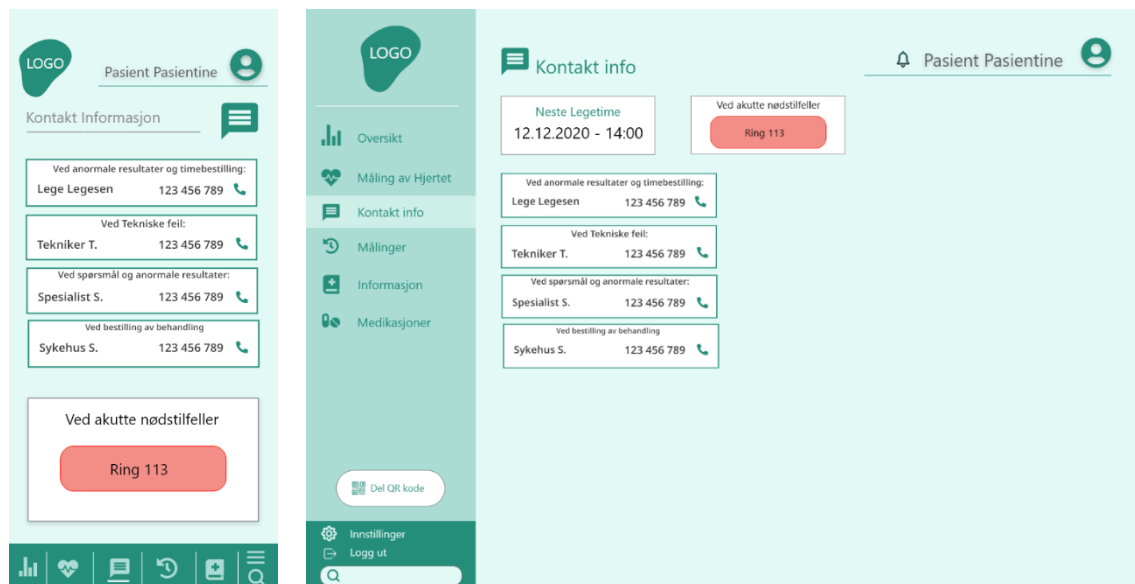 LOGO
Pasient Pasientine
Kontakt Informasjon
Ved anormale resultater og timebestilling:
Lege Legesen 123 456 789
Ved Tekniske feil:
Tekniker T. 123 456 789
Ved spørsmål og anormale resultater:
Spesialist S. 123 456 789
Ved bestilling av behandling
Sykehus S. 123 456 789
Ved akutte nødstilfeller
Ring 113
LOGO
Oversikt
Måling av Hjertet
Kontakt info
Målinger
Informasjon
Medikasjoner
Del QR kode
Innstillinger
Logg ut
Kontakt info
Pasient Pasientine
Neste Legetime
12.12.2020 - 14:00
Ved akutte nødstilfeller
Ring 113
Ved anormale resultater og timebestilling:
Lege Legesen 123 456 789
Ved Tekniske feil:
Tekniker T. 123 456 789
Ved spørsmål og anormale resultater:
Spesialist S. 123 456 789
Ved bestilling av behandling
Sykehus S. 123 456 789